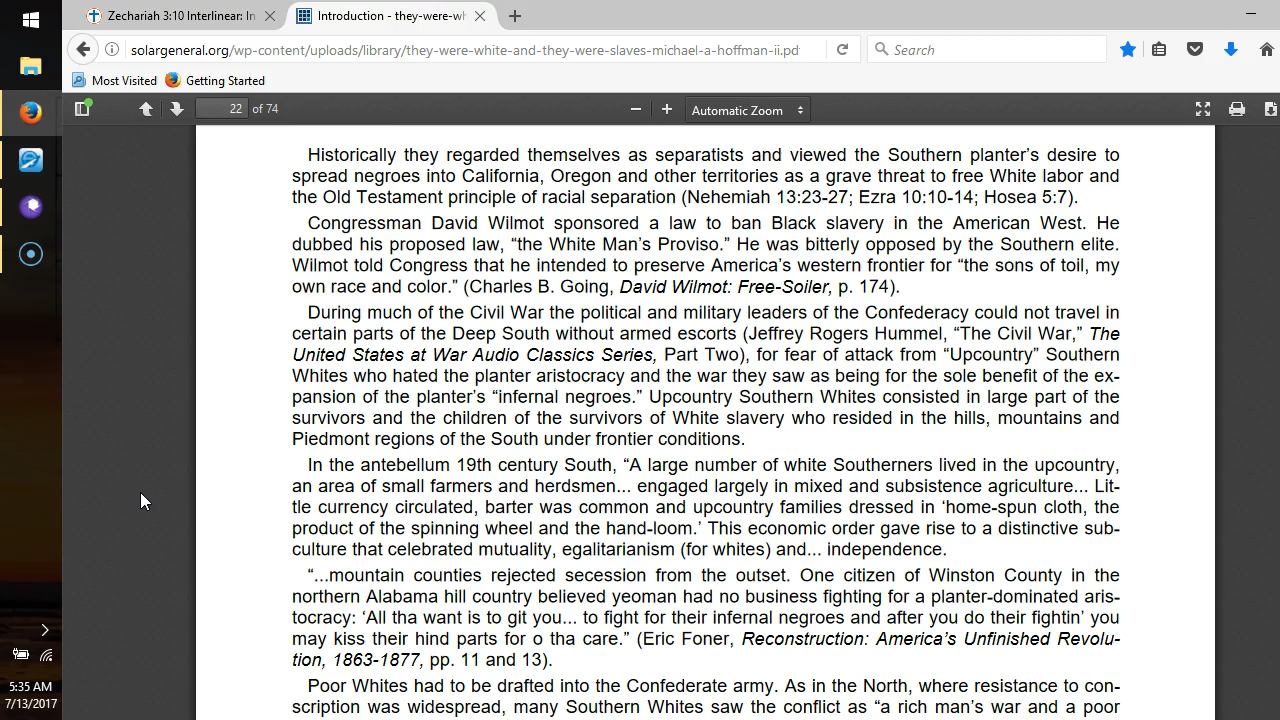 Zechariah 3:10 Interlinear: In
Introduction - they-were-wh
solargeneral.org/wp-content/uploads/library/they-were-white-and-they-were-slaves-michael-a-hoffman-ii.pd
Search
Most Visited
Getting Started
22 of 74
Automatic Zoom
Historically they regarded themselves as separatists and viewed the Southern planter's desire to
spread negroes into California, Oregon and other territories as a grave threat to free White labor and
the Old Testament principle of racial separation (Nehemiah 13:23-27; Ezra 10:10-14; Hosea 5:7).
Congressman David Wilmot sponsored a law to ban Black slavery in the American West. He
dubbed his proposed law, “the White Man's Proviso.” He was bitterly opposed by the Southern elite.
Wilmot told Congress that he intended to preserve America's western frontier for “the sons of toil, my
own race and color.” (Charles B. Going, David Wilmot: Free-Soiler, p. 174).
During much of the Civil War the political and military leaders of the Confederacy could not travel in
certain parts of the Deep South without armed escorts (Jeffrey Rogers Hummel, “The Civil War,” The
United States at War Audio Classics Series, Part Two), for fear of attack from “Upcountry” Southern
Whites who hated the planter aristocracy and the war they saw as being for the sole benefit of the ex-
pansion of the planter's “infernal negroes.” Upcountry Southern Whites consisted in large part of the
survivors and the children of the survivors of White slavery who resided in the hills, mountains and
Piedmont regions of the South under frontier conditions.
In the antebellum 19th century South, “A large number of white Southerners lived in the upcountry,
an area of small farmers and herdsmen... engaged largely in mixed and subsistence agriculture... Lit-
tle currency circulated, barter was common and upcountry families dressed in ‘home-spun cloth, the
product of the spinning wheel and the hand-loom.’ This economic order gave rise to a distinctive sub-
culture that celebrated mutuality, egalitarianism (for whites) and... independence.
“...mountain counties rejected secession from the outset. One citizen of Winston County in the
northern Alabama hill country believed yeoman had no business fighting for a planter-dominated aris-
tocracy: ‘All tha want is to git you... to fight for their infernal negroes and after you do their fightin’ you
may kiss their hind parts for o tha care.” (Eric Foner, Reconstruction: America's Unfinished Revolu-
tion, 1863-1877, pp. 11 and 13).
Poor Whites had to be drafted into the Confederate army. As in the North, where resistance to con-
scription was widespread, many Southern Whites saw the conflict as “a rich man's war and a poor
5:35 AM
7/13/2017